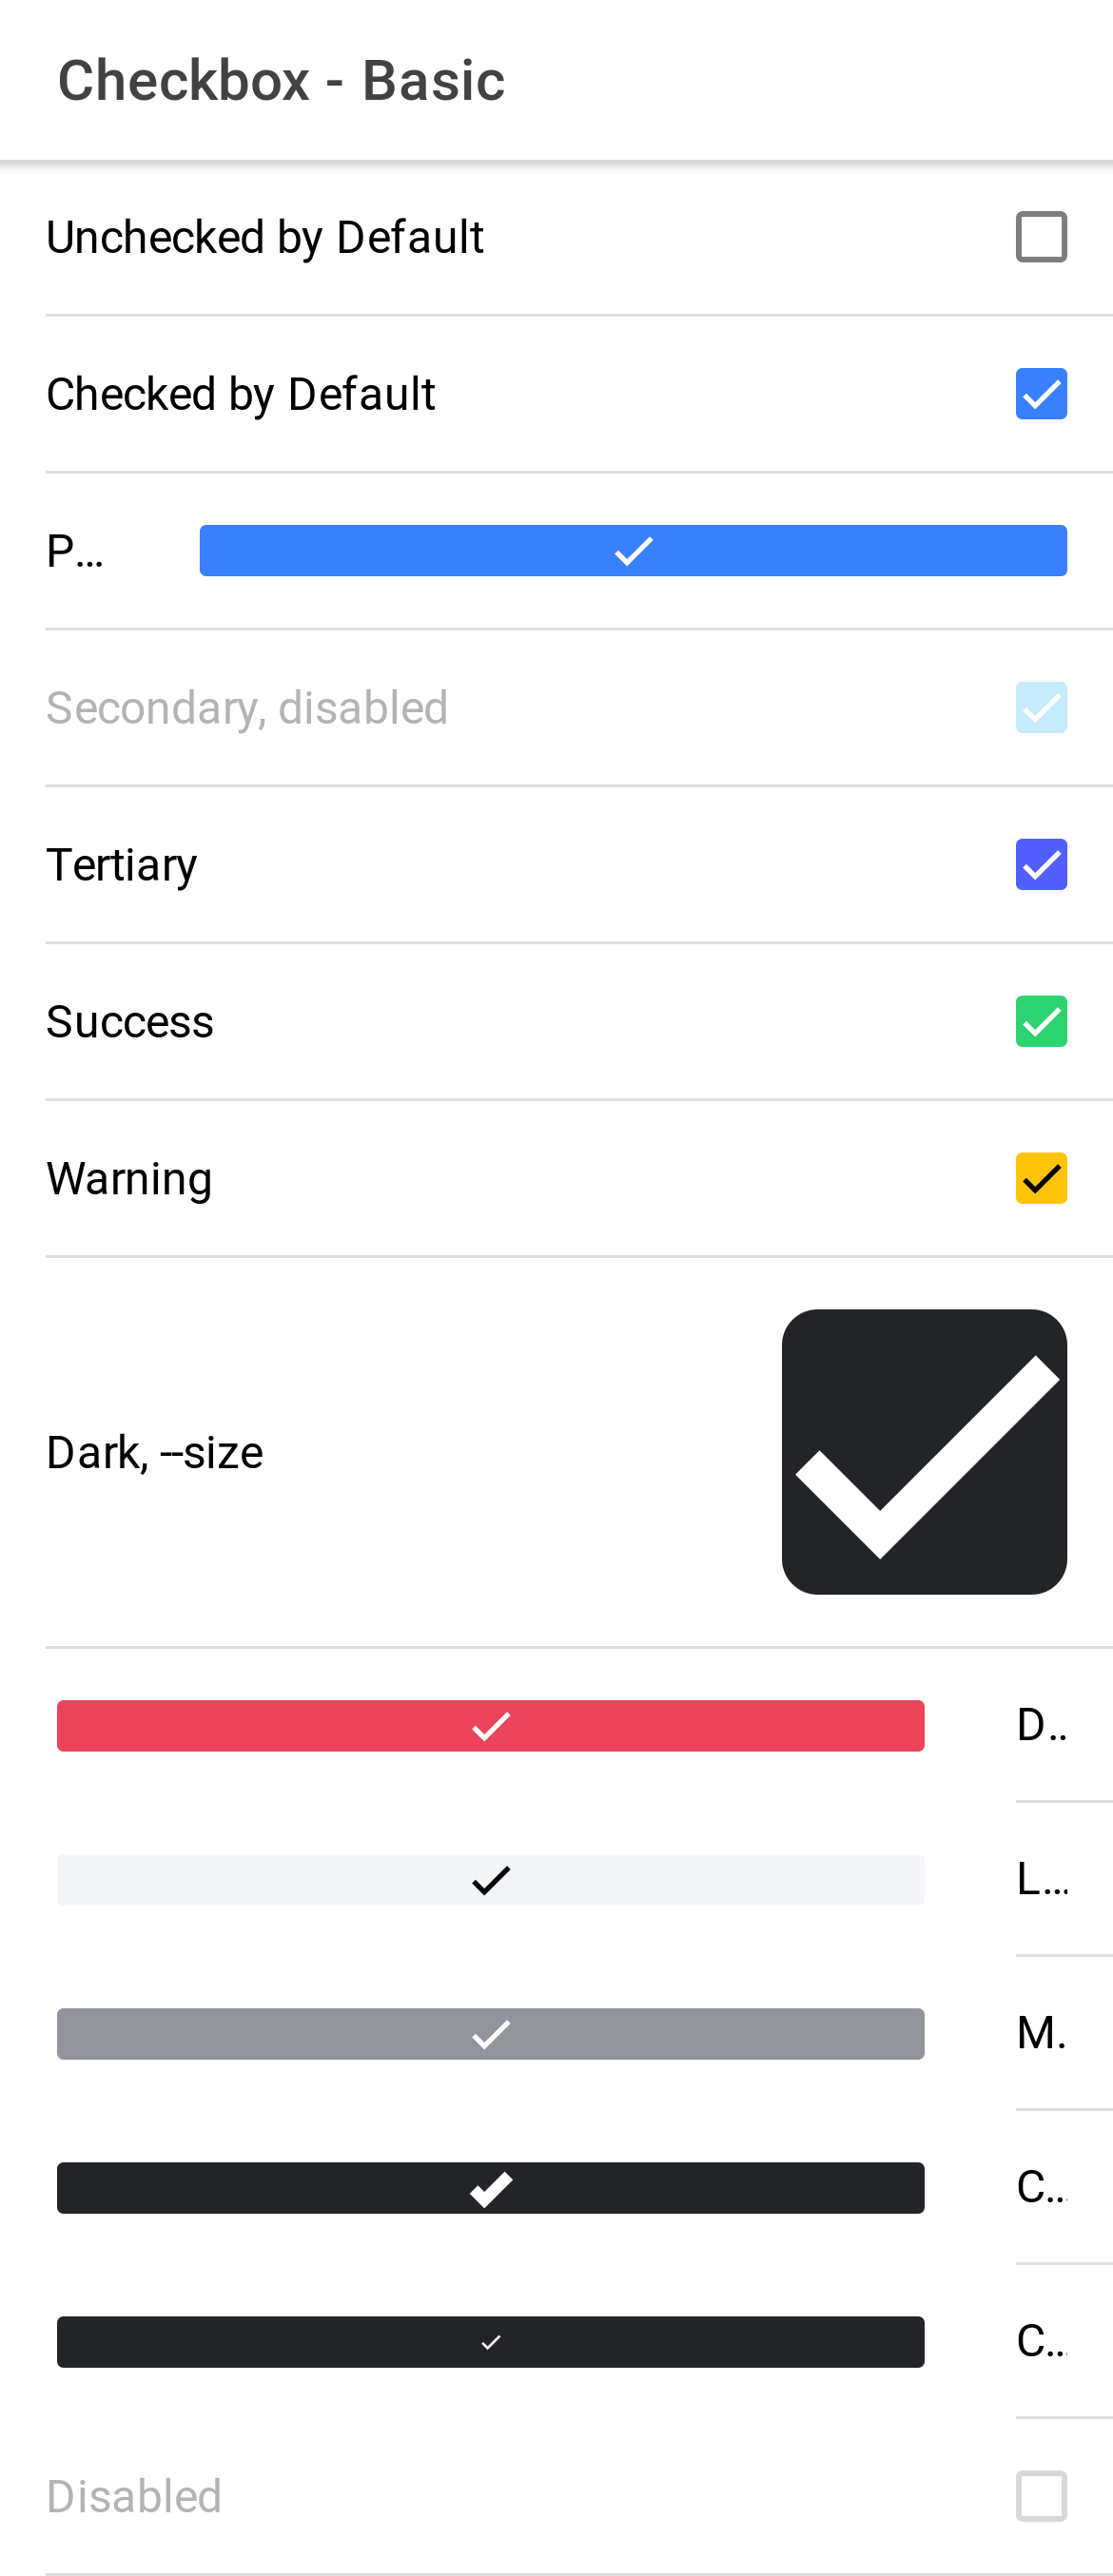 Checkbox - Basic
Unchecked by Default
Checked by Default
P...
Secondary, disabled
Tertiary
Success
Warning
Dark, --size
D..
L...
M.
C...
C...
Disabled